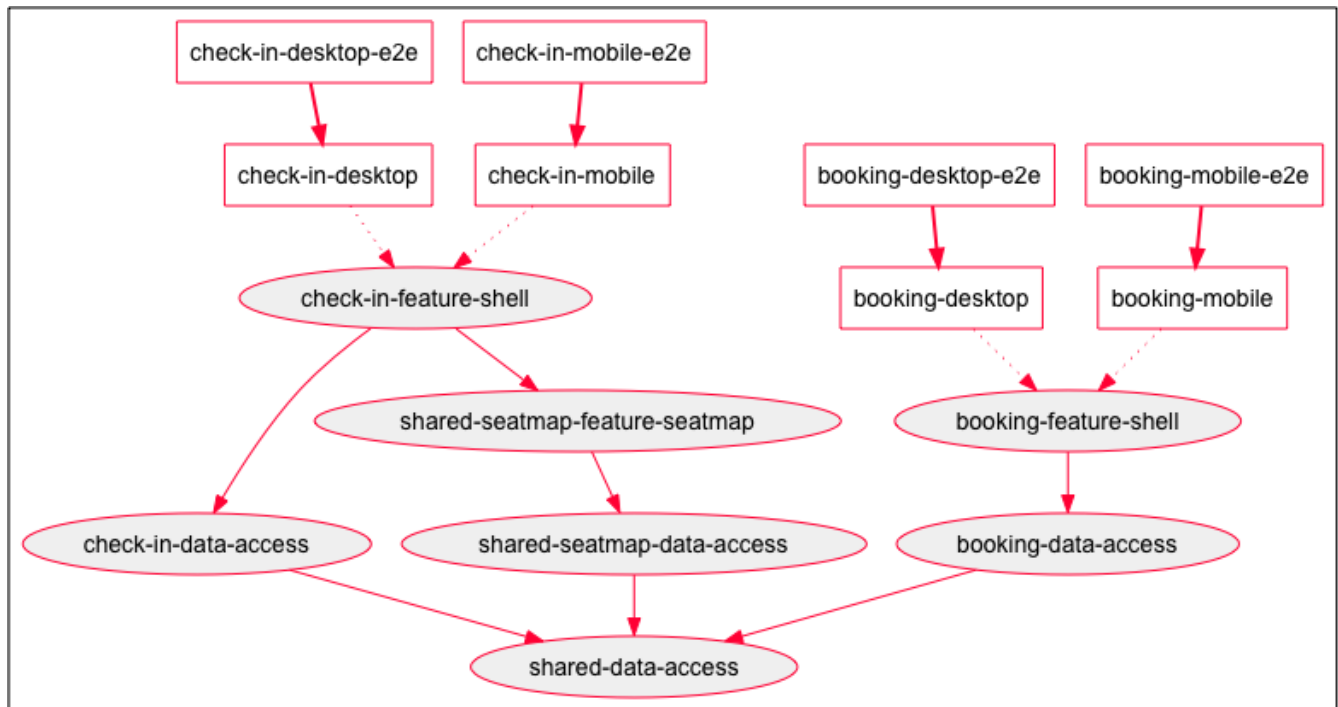 check-in-desktop-e2e
check-in-mobile-e2e
check-in-desktop
check-in-mobile
booking-desktop-e2e
booking-mobile-e2e
check-in-feature-shell
booking-desktop
booking-mobile
shared-seatmap-feature-seatmap
booking-feature-shell
check-in-data-access
shared-seatmap-data-access
booking-data-access
shared-data-access